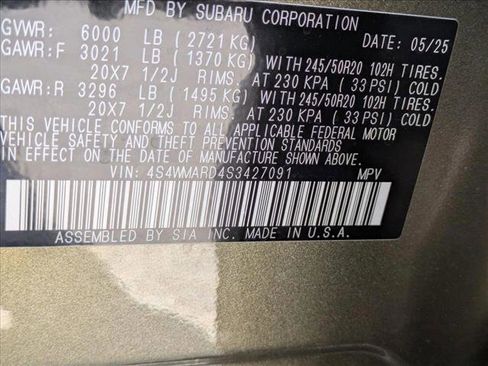 MFD BY SUBARU CORPORATION
GVWR: 6000 LB (2721 KG) DATE: 05/25
GAWR:F 3021 LB (1370 KG) WITH 245/50R20 102H TIRES.
20X7 1/2J RIMS. AT 230 KPA (33 PSI) COLD
GAWR:R 3296 LB (1495 KG) WITH 245/50R20 102H TIRES.
20X7 1/2J RIMS. AT 230 KPA (33 PSI) COLD
THIS VEHICLE CONFORMS TO ALL APPLICABLE FEDERAL MOTOR
VEHICLE SAFETY AND THEFT PREVENTION STANDARDS
IN EFFECT ON THE DATE OF MANUFACTURE SHOWN ABOVE.
VIN: 4S4WMARD4S3427091 MPV
ASSEMBLED BY SIA INC. MADE IN U.S.A.